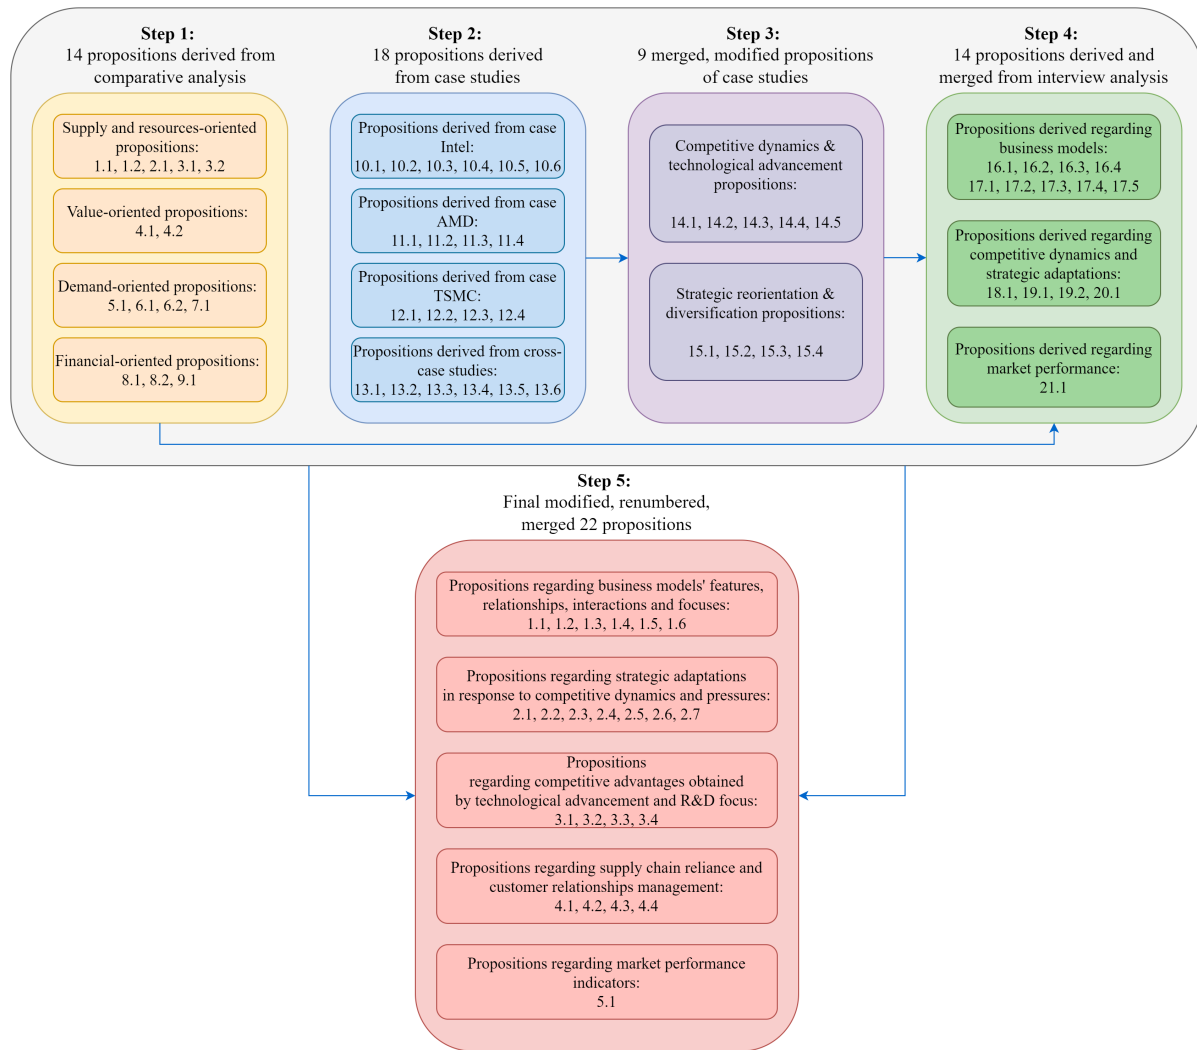 Step 1:
14 propositions derived from
comparative analysis
Supply and resources-oriented
propositions:
1.1, 1.2, 2.1, 3.1, 3.2
Value-oriented propositions:
4.1, 4.2
Demand-oriented propositions:
5.1, 6.1, 6.2, 7.1
Financial-oriented propositions:
8.1, 8.2, 9.1
Step 2:
18 propositions derived
from case studies
Propositions derived from case
Intel:
10.1, 10.2, 10.3, 10.4, 10.5, 10.6
Propositions derived from case
AMD:
11.1, 11.2, 11.3, 11.4
Propositions derived from case
TSMC:
12.1, 12.2, 12.3, 12.4
Propositions derived from cross-
case studies:
13.1, 13.2, 13.3, 13.4, 13.5, 13.6
Step 3:
9 merged, modified propositions
of case studies
Competitive dynamics &
technological advancement
propositions:
14.1, 14.2, 14.3, 14.4, 14.5
Strategic reorientation &
diversification propositions:
15.1, 15.2, 15.3, 15.4
Step 4:
14 propositions derived and
merged from interview analysis
Propositions derived regarding
business models:
16.1, 16.2, 16.3, 16.4
17.1, 17.2, 17.3, 17.4, 17.5
Propositions derived regarding
competitive dynamics and
strategic adaptations:
18.1, 19.1, 19.2, 20.1
Propositions derived regarding
market performance:
21.1
Step 5:
Final modified, renumbered,
merged 22 propositions
Propositions regarding business models' features,
relationships, interactions and focuses:
1.1, 1.2, 1.3, 1.4, 1.5, 1.6
Propositions regarding strategic adaptations
in response to competitive dynamics and pressures:
2.1, 2.2, 2.3, 2.4, 2.5, 2.6, 2.7
Propositions
regarding competitive advantages obtained
by technological advancement and R&D focus:
3.1, 3.2, 3.3, 3.4
Propositions regarding supply chain reliance and
customer relationships management:
4.1, 4.2, 4.3, 4.4
Propositions regarding market performance
indicators:
5.1